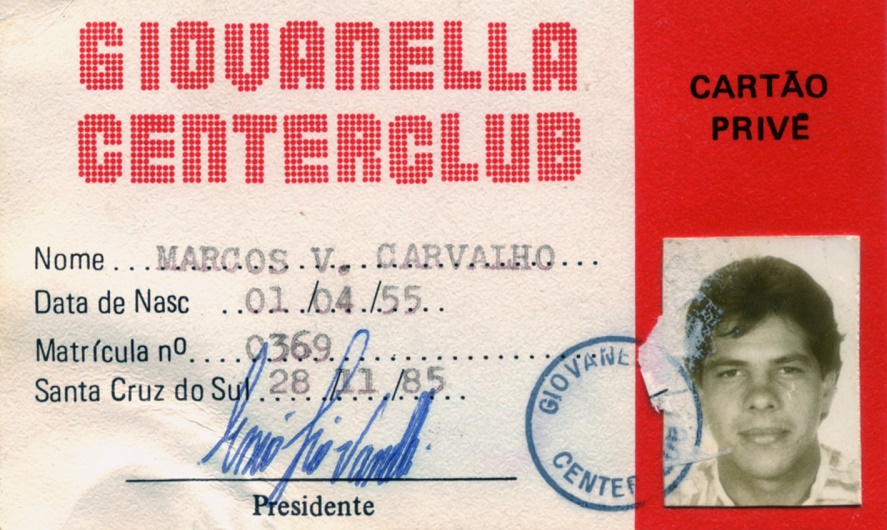 GIOVANELLA
CENTERCLUB
CARTÃO
PRIVÊ
Nome ... MARCOS V. CARVALHO ...
Data de Nasc .. 01 /04 /55 ..
Matrícula nº.... 0369 ....................
Santa Cruz do Sul .. 28 /11 /85 ..
GIOVANE
CENTER
Presidente